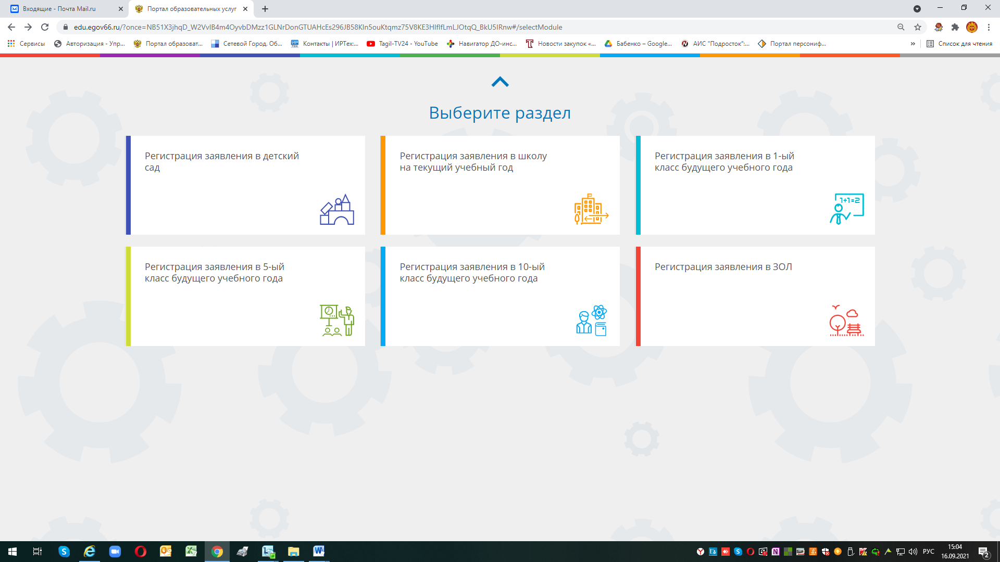 Входящие - Почта Mail.ru
Портал образовательных услуг
edu.egov66.ru/?once=NB51X3jhqD_W2VvIB4m4OyvbDMzz1GLNrDonGTUAHcEs296JB58KIn5ouKtqmz75V8KE3HIfIfLmLJOtqQ_BkU5IRnw#/selectModule
Сервисы
Авторизация - Упр...
Портал образоват...
Сетевой Город. Об...
Контакты | ИРТех:...
Tagil-TV24 - YouTube
Навигатор ДО-инс...
Новости закупок «...
Бабенко – Google...
АИС "Подросток":...
Портал персониф...
»
Список для чтения
Выберите раздел
Регистрация заявления в детский
сад
Регистрация заявления в школу
на текущий учебный год
Регистрация заявления в 1-ый
класс будущего учебного года
1+1=2
Регистрация заявления в 5-ый
класс будущего учебного года
Регистрация заявления в 10-ый
класс будущего учебного года
Регистрация заявления в ЗОЛ
РУС
15:04
16.09.2021
2